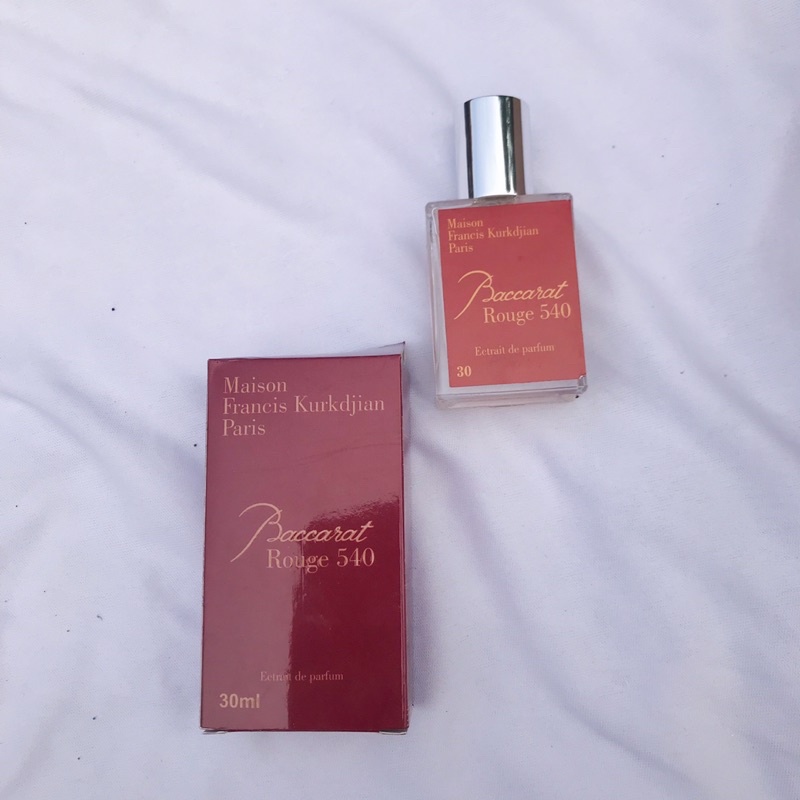 Maison
Francis Kurkdjian
Paris
Baccarat
Rouge 540
Ectrait de parfum
30
Maison
Francis Kurkdjian
Paris
Baccarat
Rouge 540
Ectrait de parfum
30ml